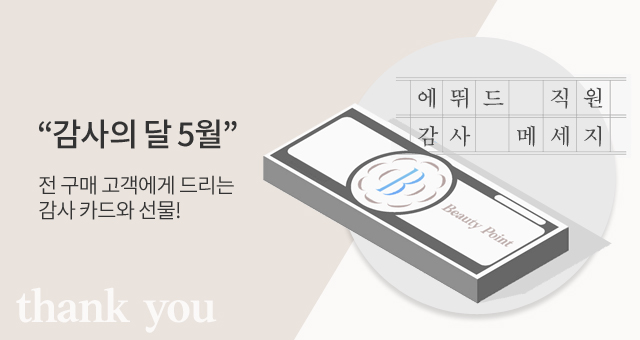 “감사의 달 5월”
전 구매 고객에게 드리는
감사 카드와 선물!
에뛰드 직원
감사 메세지
B
Beauty Point
thank you